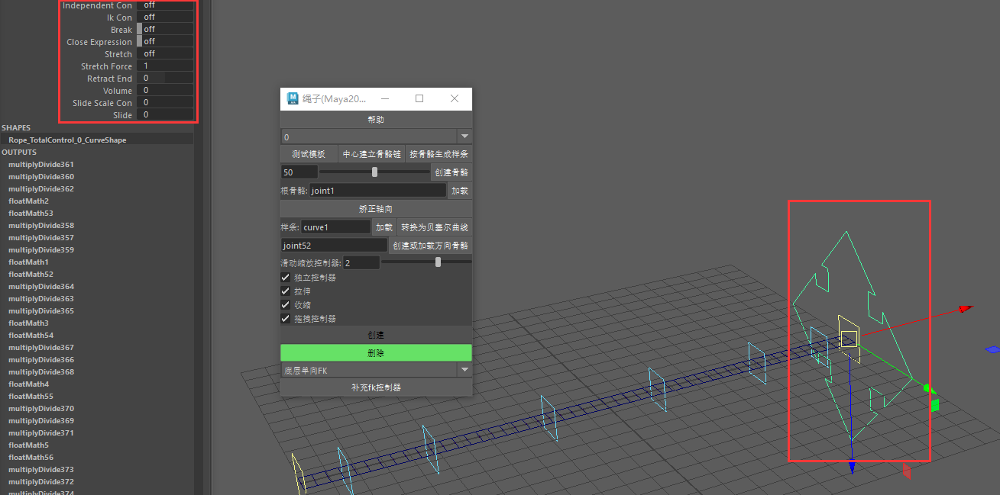 Independent Con off
Ik Con off
Break off
Close Expression off
Stretch off
Stretch Force 1
Retract End 0
Volume 0
Slide Scale Con 0
Slide 0
SHAPES
Rope_TotalControl_0_CurveShape
OUTPUTS
multiplyDivide361
multiplyDivide360
multiplyDivide362
floatMath2
floatMath53
multiplyDivide358
multiplyDivide357
multiplyDivide359
floatMath1
floatMath52
multiplyDivide364
multiplyDivide363
multiplyDivide365
floatMath3
floatMath54
multiplyDivide367
multiplyDivide366
multiplyDivide368
floatMath4
floatMath55
multiplyDivide370
multiplyDivide369
multiplyDivide371
floatMath5
floatMath56
multiplyDivide373
multiplyDivide372
multiplyDivide374
M
绳子(Maya20...
帮助
0
测试模板 中心建立骨骼链 按骨骼生成样条
50 创建骨骼
根骨骼: joint1 加载
矫正轴向
样条: curve1 加载 转换为贝塞尔曲线
joint52 创建或加载方向骨骼
滑动缩放控制器: 2
独立控制器
拉伸
收缩
拖拽控制器
创建
删除
底层单向FK
补充fk控制器